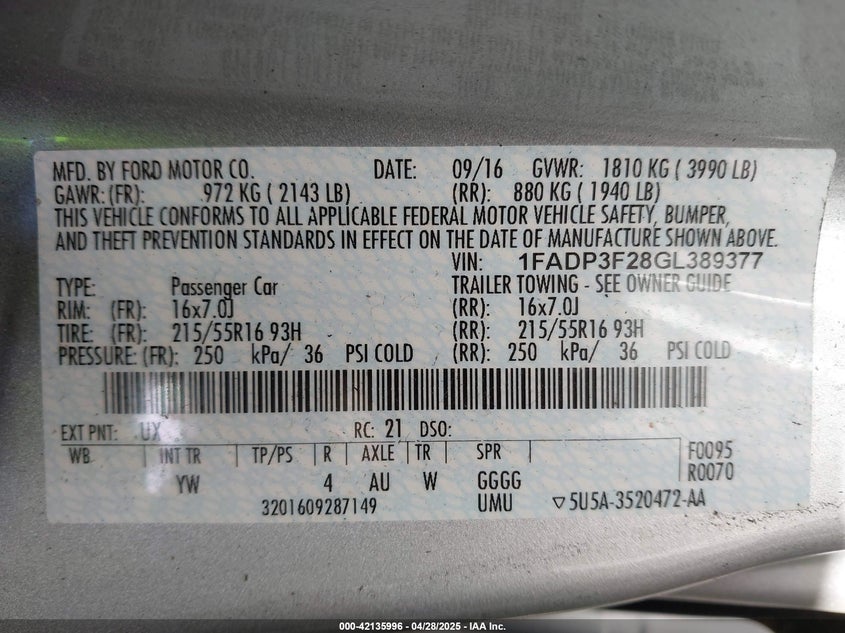 MFD. BY FORD MOTOR CO. DATE: 09/16 GVWR: 1810 KG ( 3990 LB)
GAWR: (FR): 972 KG ( 2143 LB) (RR): 880 KG ( 1940 LB)
THIS VEHICLE CONFORMS TO ALL APPLICABLE FEDERAL MOTOR VEHICLE SAFETY, BUMPER,
AND THEFT PREVENTION STANDARDS IN EFFECT ON THE DATE OF MANUFACTURE SHOWN ABOVE.
VIN: 1FADP3F28GL389377
TYPE: Passenger Car TRAILER TOWING - SEE OWNER GUIDE
RIM: (FR): 16x7.0J (RR): 16x7.0J
TIRE: (FR): 215/55R16 93H (RR): 215/55R16 93H
PRESSURE: (FR): 250 kPa/ 36 PSI COLD (RR): 250 kPa/ 36 PSI COLD
EXT PNT: UX RC: 21 DSO:
WB INT TR TP/PS R AXLE TR SPR F0095
YW 4 AU W GGGG R0070
3201609287149 UMU ▽5U5A-3520472-AA
000-42135996 - 04/28/2025 - IAA Inc.